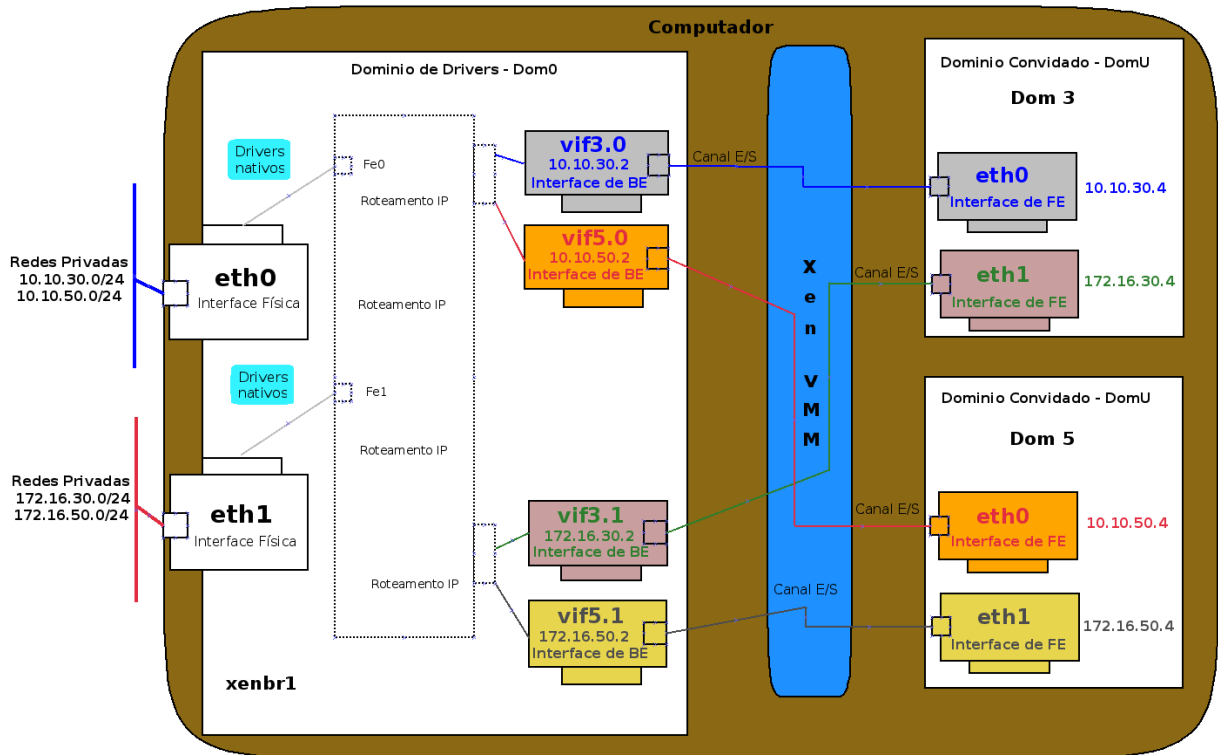 Computador
Dominio de Drivers - Dom0
Drivers
nativos
Fe0
Roteamento IP
Roteamento IP
Drivers
nativos
Fe1
Roteamento IP
Roteamento IP
Redes Privadas
10.10.30.0/24
10.10.50.0/24
eth0
Interface Física
Redes Privadas
172.16.30.0/24
172.16.50.0/24
eth1
Interface Física
xenbr1
vif3.0
10.10.30.2
Interface de BE
vif5.0
10.10.50.2
Interface de BE
vif3.1
172.16.30.2
Interface de BE
vif5.1
172.16.50.2
Interface de BE
Canal E/S
Xen VMM
Canal E/S
Canal E/S
Canal E/S
Dominio Convidado - DomU
Dom 3
eth0
Interface de FE
10.10.30.4
eth1
Interface de FE
172.16.30.4
Dominio Convidado - DomU
Dom 5
eth0
Interface de FE
10.10.50.4
eth1
Interface de FE
172.16.50.4